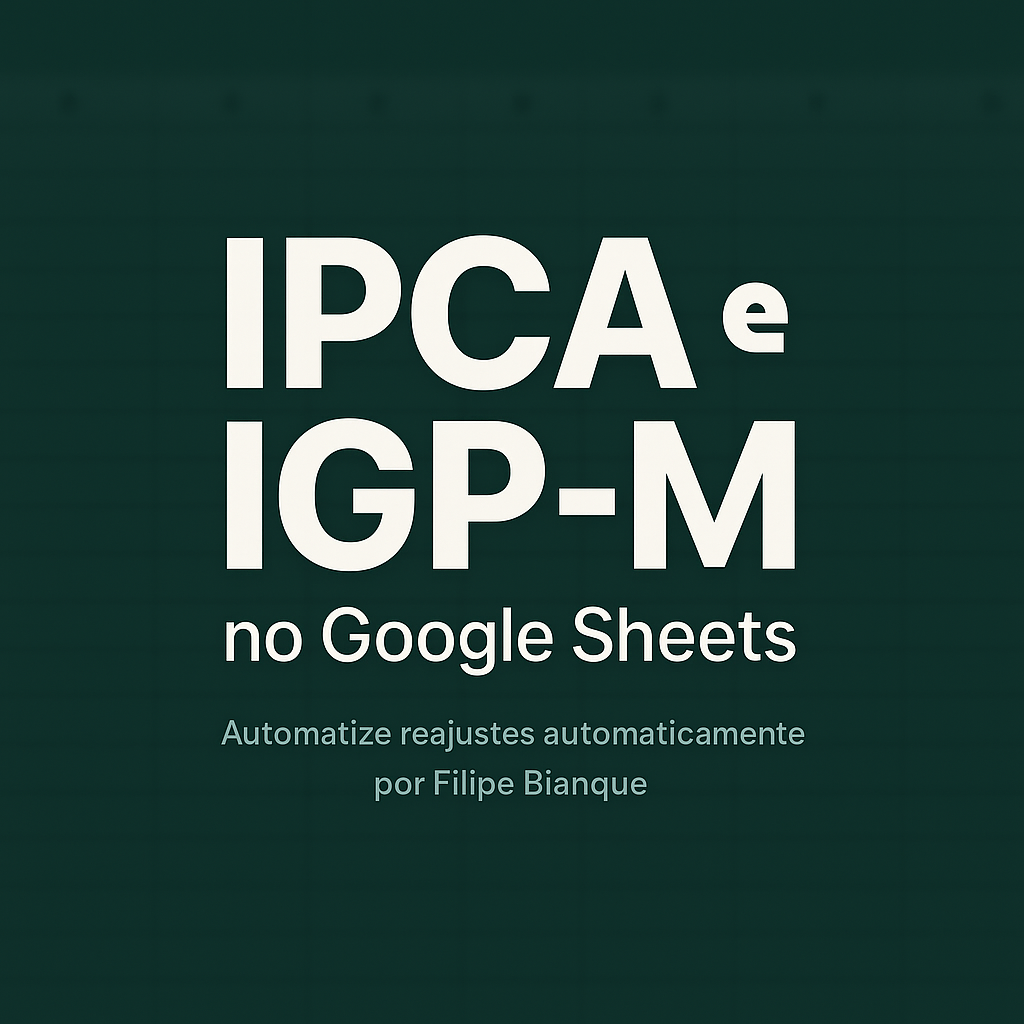 IPCA e
IGP-M
no Google Sheets
Automatize reajustes automaticamente
por Filipe Bianque